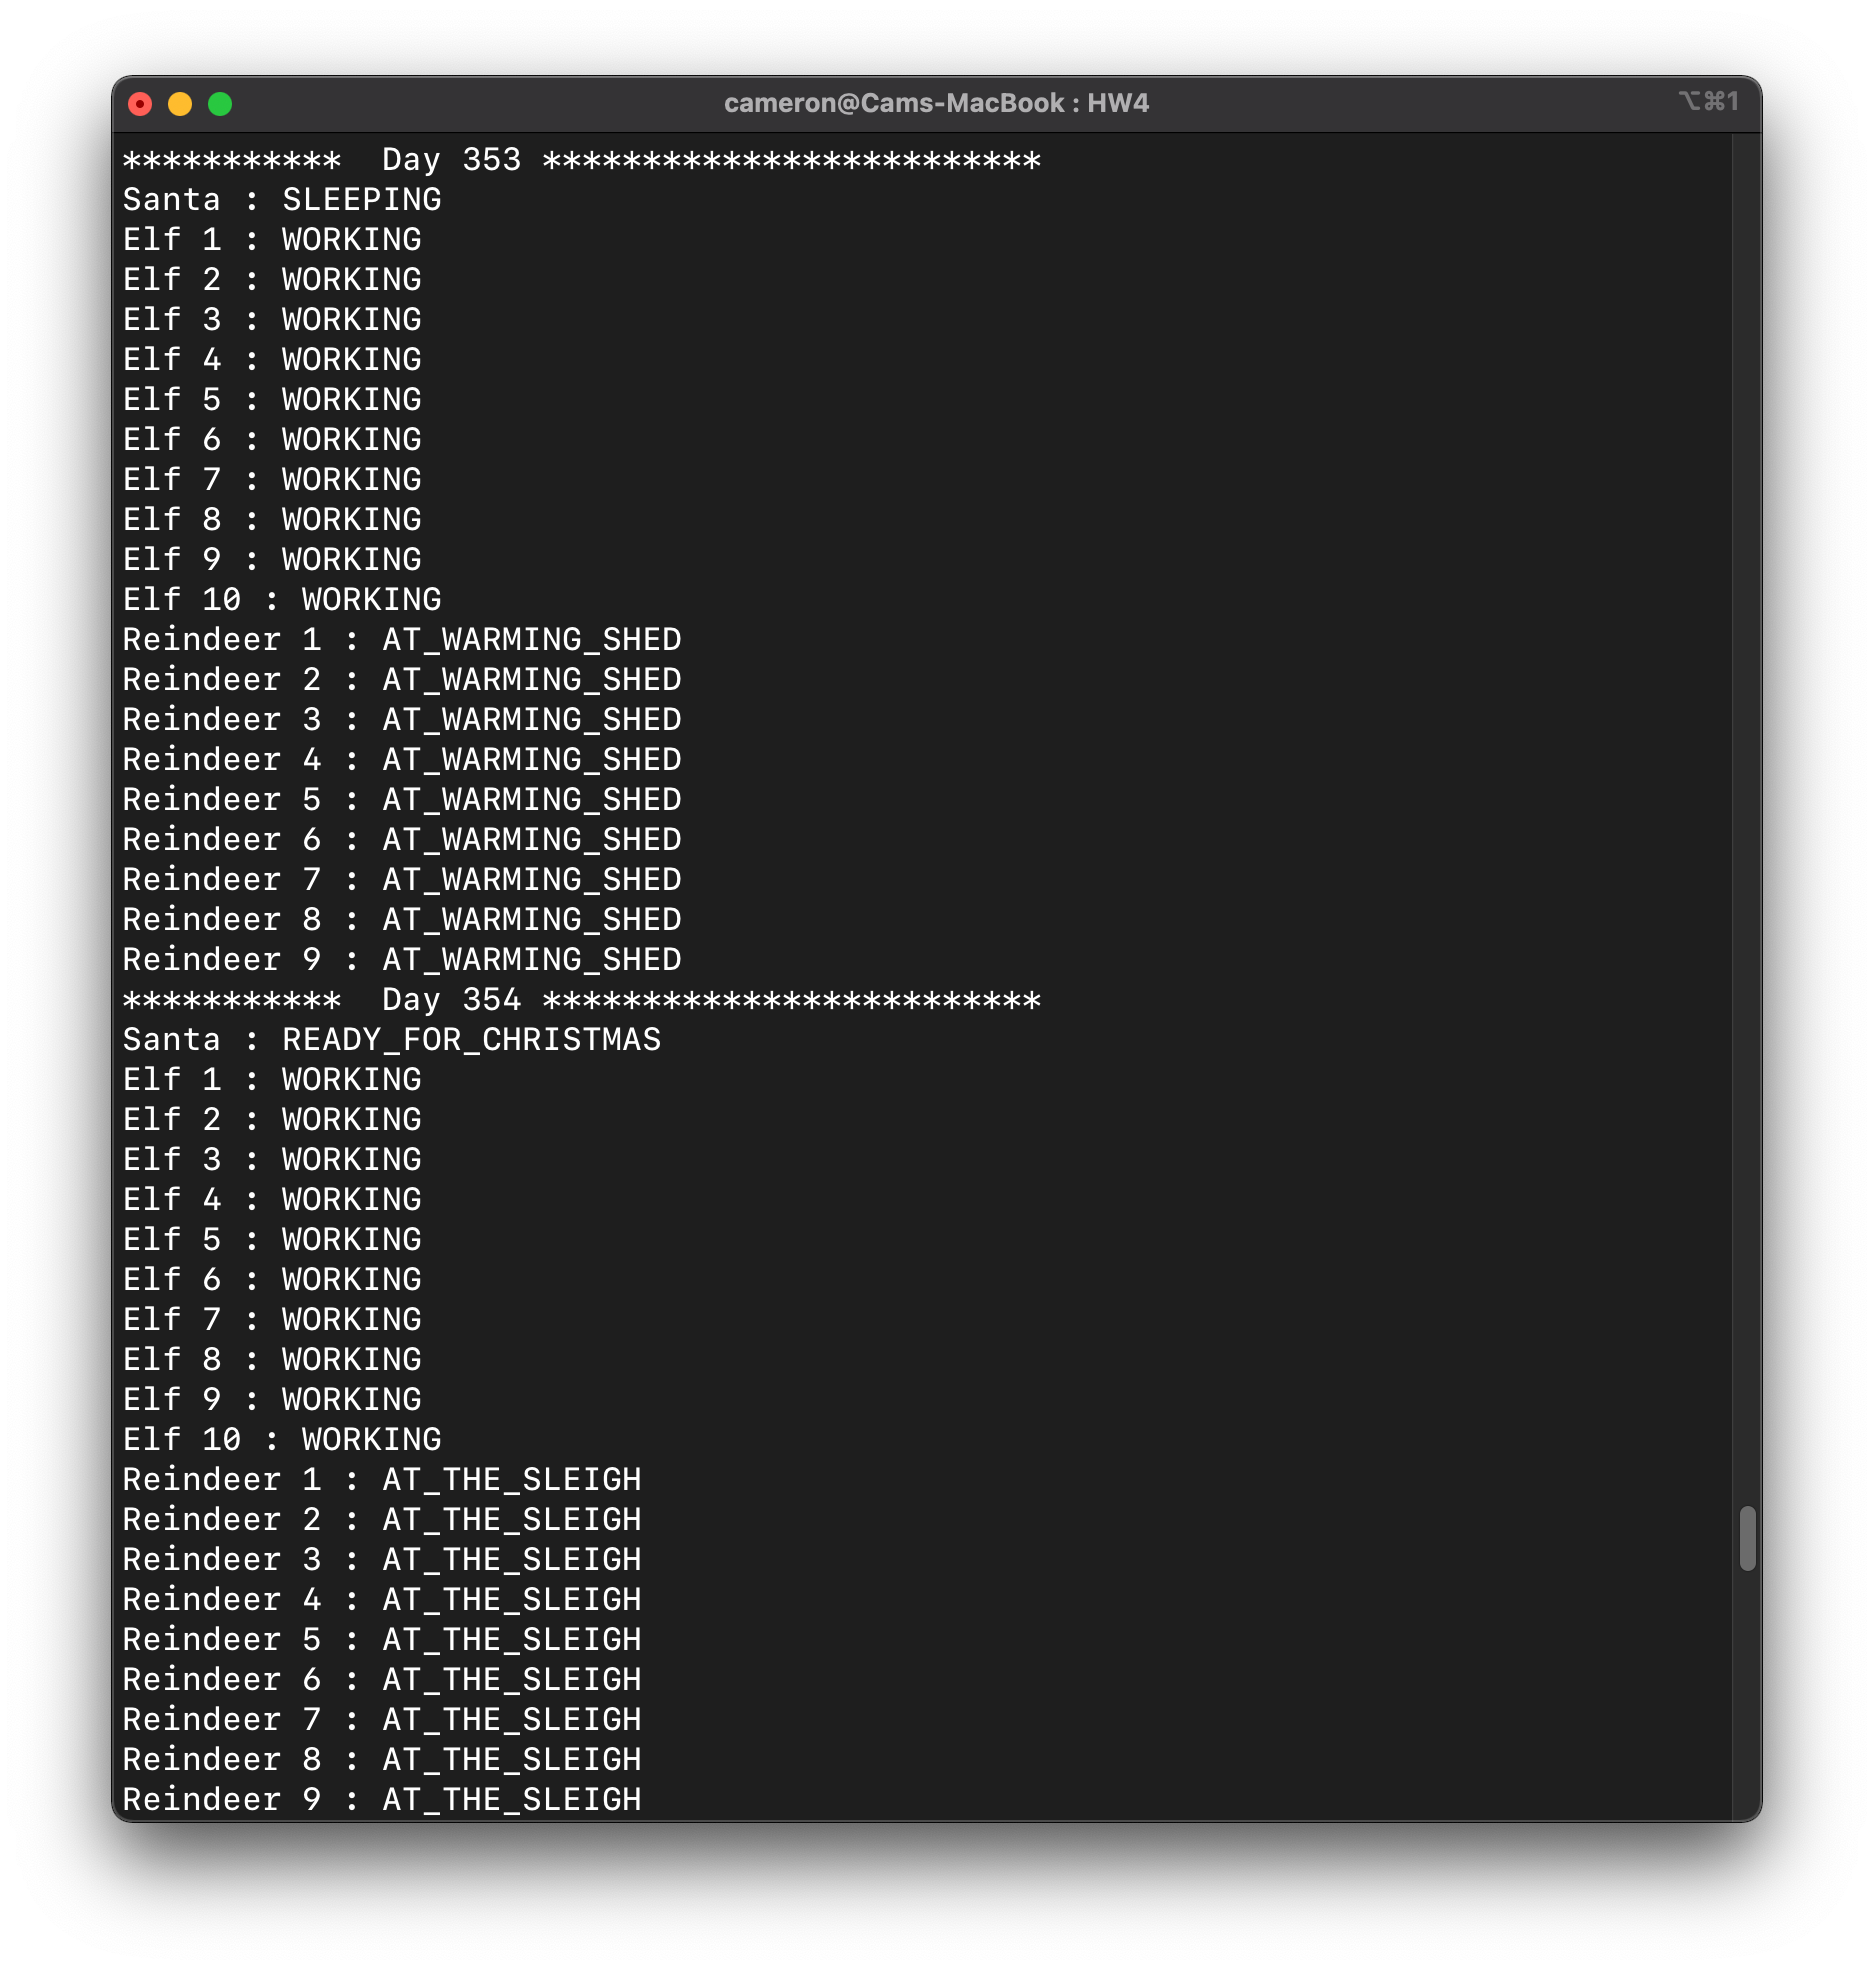 cameron@Cams-MacBook : HW4
⌥⌘1
*********** Day 353 *************************
Santa : SLEEPING
Elf 1 : WORKING
Elf 2 : WORKING
Elf 3 : WORKING
Elf 4 : WORKING
Elf 5 : WORKING
Elf 6 : WORKING
Elf 7 : WORKING
Elf 8 : WORKING
Elf 9 : WORKING
Elf 10 : WORKING
Reindeer 1 : AT_WARMING_SHED
Reindeer 2 : AT_WARMING_SHED
Reindeer 3 : AT_WARMING_SHED
Reindeer 4 : AT_WARMING_SHED
Reindeer 5 : AT_WARMING_SHED
Reindeer 6 : AT_WARMING_SHED
Reindeer 7 : AT_WARMING_SHED
Reindeer 8 : AT_WARMING_SHED
Reindeer 9 : AT_WARMING_SHED
*********** Day 354 *************************
Santa : READY_FOR_CHRISTMAS
Elf 1 : WORKING
Elf 2 : WORKING
Elf 3 : WORKING
Elf 4 : WORKING
Elf 5 : WORKING
Elf 6 : WORKING
Elf 7 : WORKING
Elf 8 : WORKING
Elf 9 : WORKING
Elf 10 : WORKING
Reindeer 1 : AT_THE_SLEIGH
Reindeer 2 : AT_THE_SLEIGH
Reindeer 3 : AT_THE_SLEIGH
Reindeer 4 : AT_THE_SLEIGH
Reindeer 5 : AT_THE_SLEIGH
Reindeer 6 : AT_THE_SLEIGH
Reindeer 7 : AT_THE_SLEIGH
Reindeer 8 : AT_THE_SLEIGH
Reindeer 9 : AT_THE_SLEIGH